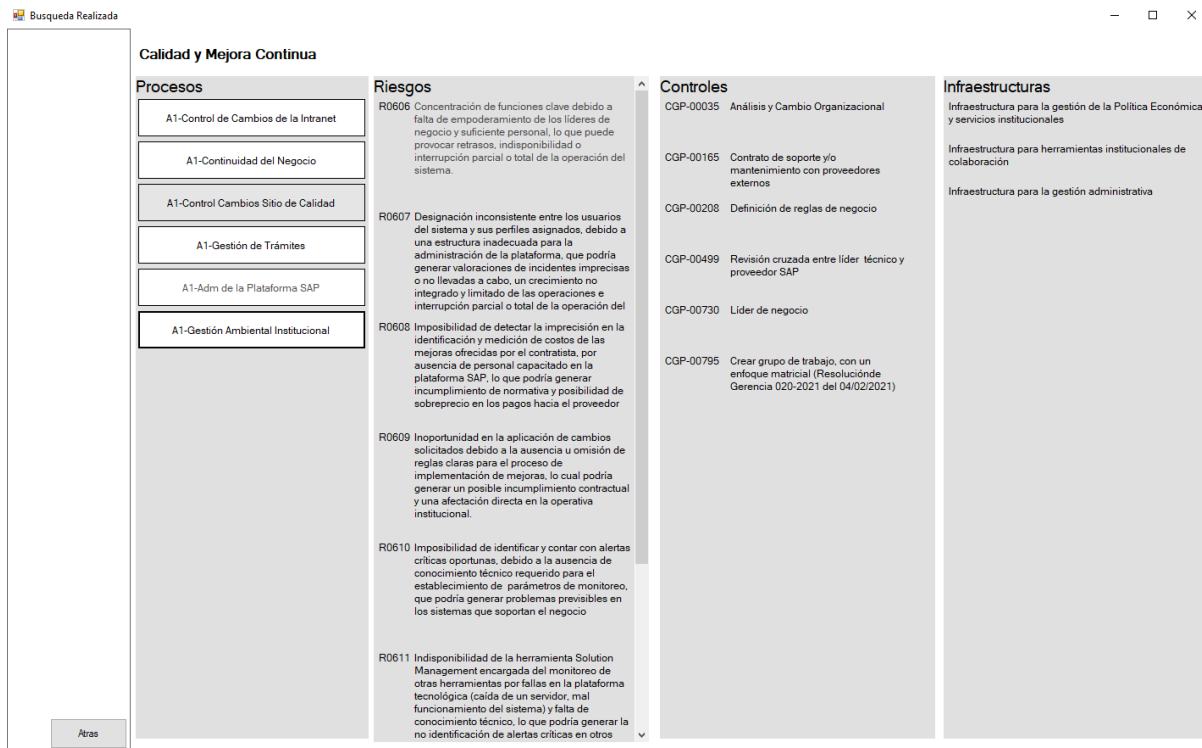 Busqueda Realizada
Calidad y Mejora Continua
Procesos
A1-Control de Cambios de la Intranet
A1-Continuidad del Negocio
A1-Control Cambios Sitio de Calidad
A1-Gestión de Trámites
A1-Adm de la Plataforma SAP
A1-Gestión Ambiental Institucional
Riesgos
R0606 Concentración de funciones clave debido a
falta de empoderamiento de los líderes de
negocio y suficiente personal, lo que puede
provocar retrasos, indisponibilidad o
interrupción parcial o total de la operación del
sistema.
R0607 Designación inconsistente entre los usuarios
del sistema y sus perfiles asignados, debido a
una estructura inadecuada para la
administración de la plataforma, que podría
generar valoraciones de incidentes imprecisas
o no llevadas a cabo, un crecimiento no
integrado y limitado de las operaciones e
interrupción parcial o total de la operación del
R0608 Imposibilidad de detectar la imprecisión en la
identificación y medición de costos de las
mejoras ofrecidas por el contratista, por
ausencia de personal capacitado en la
plataforma SAP, lo que podría generar
incumplimiento de normativa y posibilidad de
sobreprecio en los pagos hacia el proveedor
R0609 Inoportunidad en la aplicación de cambios
solicitados debido a la ausencia u omisión de
reglas claras para el proceso de
implementación de mejoras, lo cual podría
generar un posible incumplimiento contractual
y una afectación directa en la operativa
institucional.
R0610 Imposibilidad de identificar y contar con alertas
críticas oportunas, debido a la ausencia de
conocimiento técnico requerido para el
establecimiento de parámetros de monitoreo,
que podría generar problemas previsibles en
los sistemas que soportan el negocio
R0611 Indisponibilidad de la herramienta Solution
Management encargada del monitoreo de
otras herramientas por fallas en la plataforma
tecnológica (caída de un servidor, mal
funcionamiento del sistema) y falta de
conocimiento técnico, lo que podría generar la
no identificación de alertas críticas en otros
Controles
CGP-00035 Análisis y Cambio Organizacional
CGP-00165 Contrato de soporte y/o
mantenimiento con proveedores
externos
CGP-00208 Definición de reglas de negocio
CGP-00499 Revisión cruzada entre líder técnico y
proveedor SAP
CGP-00730 Líder de negocio
CGP-00795 Crear grupo de trabajo, con un
enfoque matricial (Resoluciónde
Gerencia 020-2021 del 04/02/2021)
Infraestructuras
Infraestructura para la gestión de la Política Económica
y servicios institucionales
Infraestructura para herramientas institucionales de
colaboración
Infraestructura para la gestión administrativa
Atras